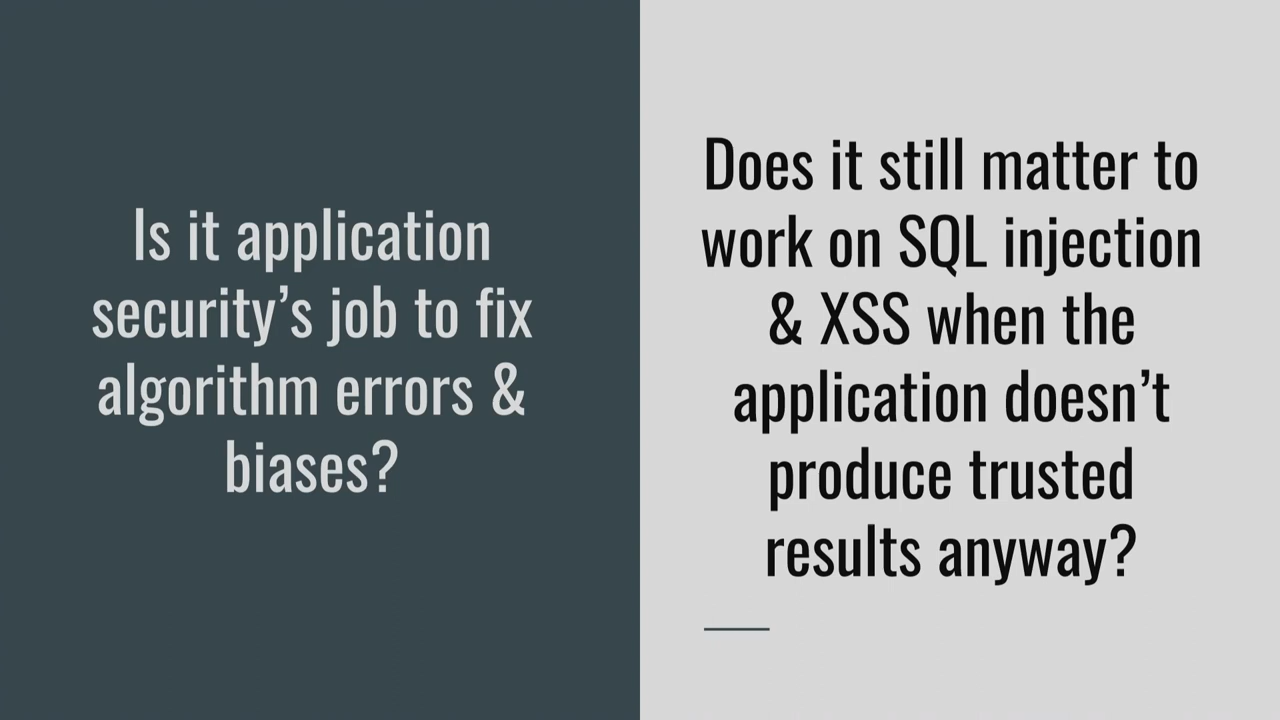 Is it application
security’s job to fix
algorithm errors &
biases?
Does it still matter to
work on SQL injection
& XSS when the
application doesn’t
produce trusted
results anyway?